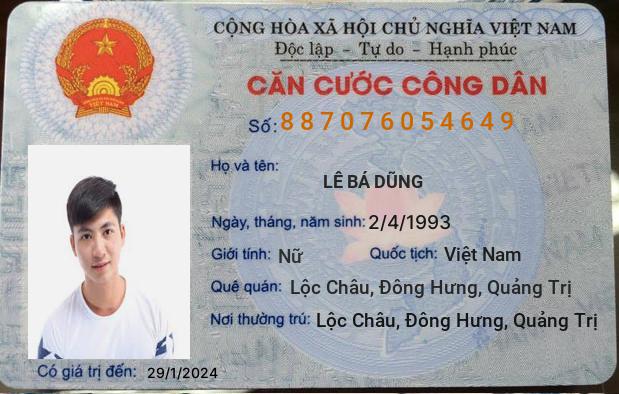 CỘNG HÒA XÃ HỘI CHỦ NGHĨA VIỆT NAM
Độc lập - Tự do - Hạnh phúc
CĂN CƯỚC CÔNG DÂN
Số: 887076054649
Họ và tên:
LÊ BÁ DŨNG
Ngày, tháng, năm sinh: 2/4/1993
Giới tính: Nữ Quốc tịch: Việt Nam
Quê quán: Lộc Châu, Đông Hưng, Quảng Trị
Nơi thường trú: Lộc Châu, Đông Hưng, Quảng Trị
Có giá trị đến: 29/1/2024
VIỆT NAM